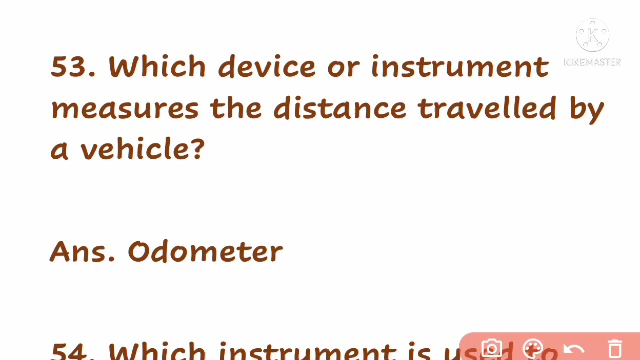 KINEMASTER
53. Which device or instrument
measures the distance travelled by
a vehicle?
Ans. Odometer
54. Which instrument is used to